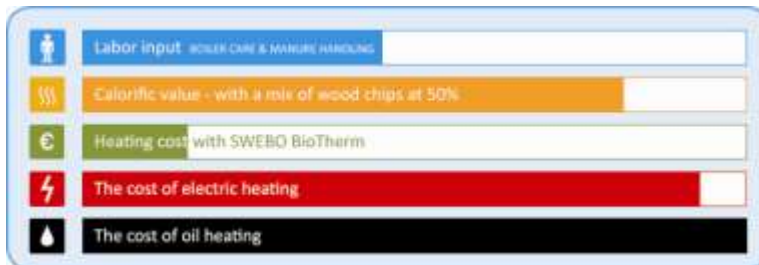 Labor input BOILER CARE & MANURE HANDLING
Calorific value - with a mix of wood chips at 50%
€ Heating cost with SWEBO BioTherm
The cost of electric heating
The cost of oil heating